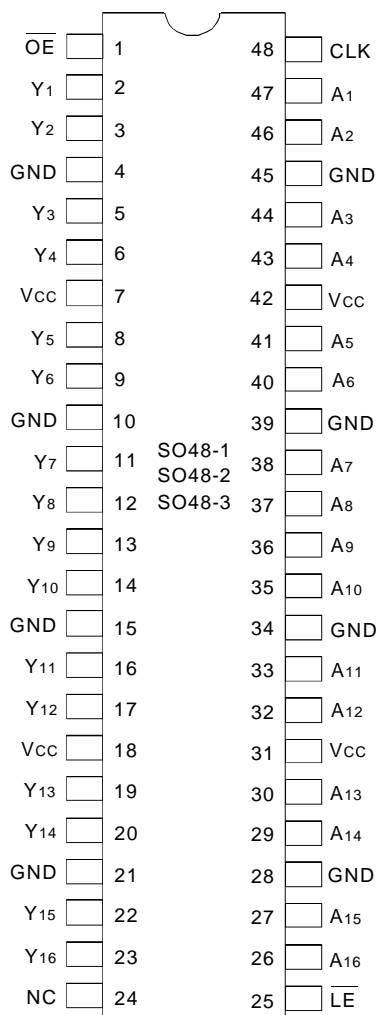 OE 1 48 CLK
Y1 2 47 A1
Y2 3 46 A2
GND 4 45 GND
Y3 5 44 A3
Y4 6 43 A4
VCC 7 42 VCC
Y5 8 41 A5
Y6 9 40 A6
GND 10 39 GND
Y7 11 SO48-1 38 A7
SO48-2
Y8 12 SO48-3 37 A8
Y9 13 36 A9
Y10 14 35 A10
GND 15 34 GND
Y11 16 33 A11
Y12 17 32 A12
VCC 18 31 VCC
Y13 19 30 A13
Y14 20 29 A14
GND 21 28 GND
Y15 22 27 A15
Y16 23 26 A16
NC 24 25 LE